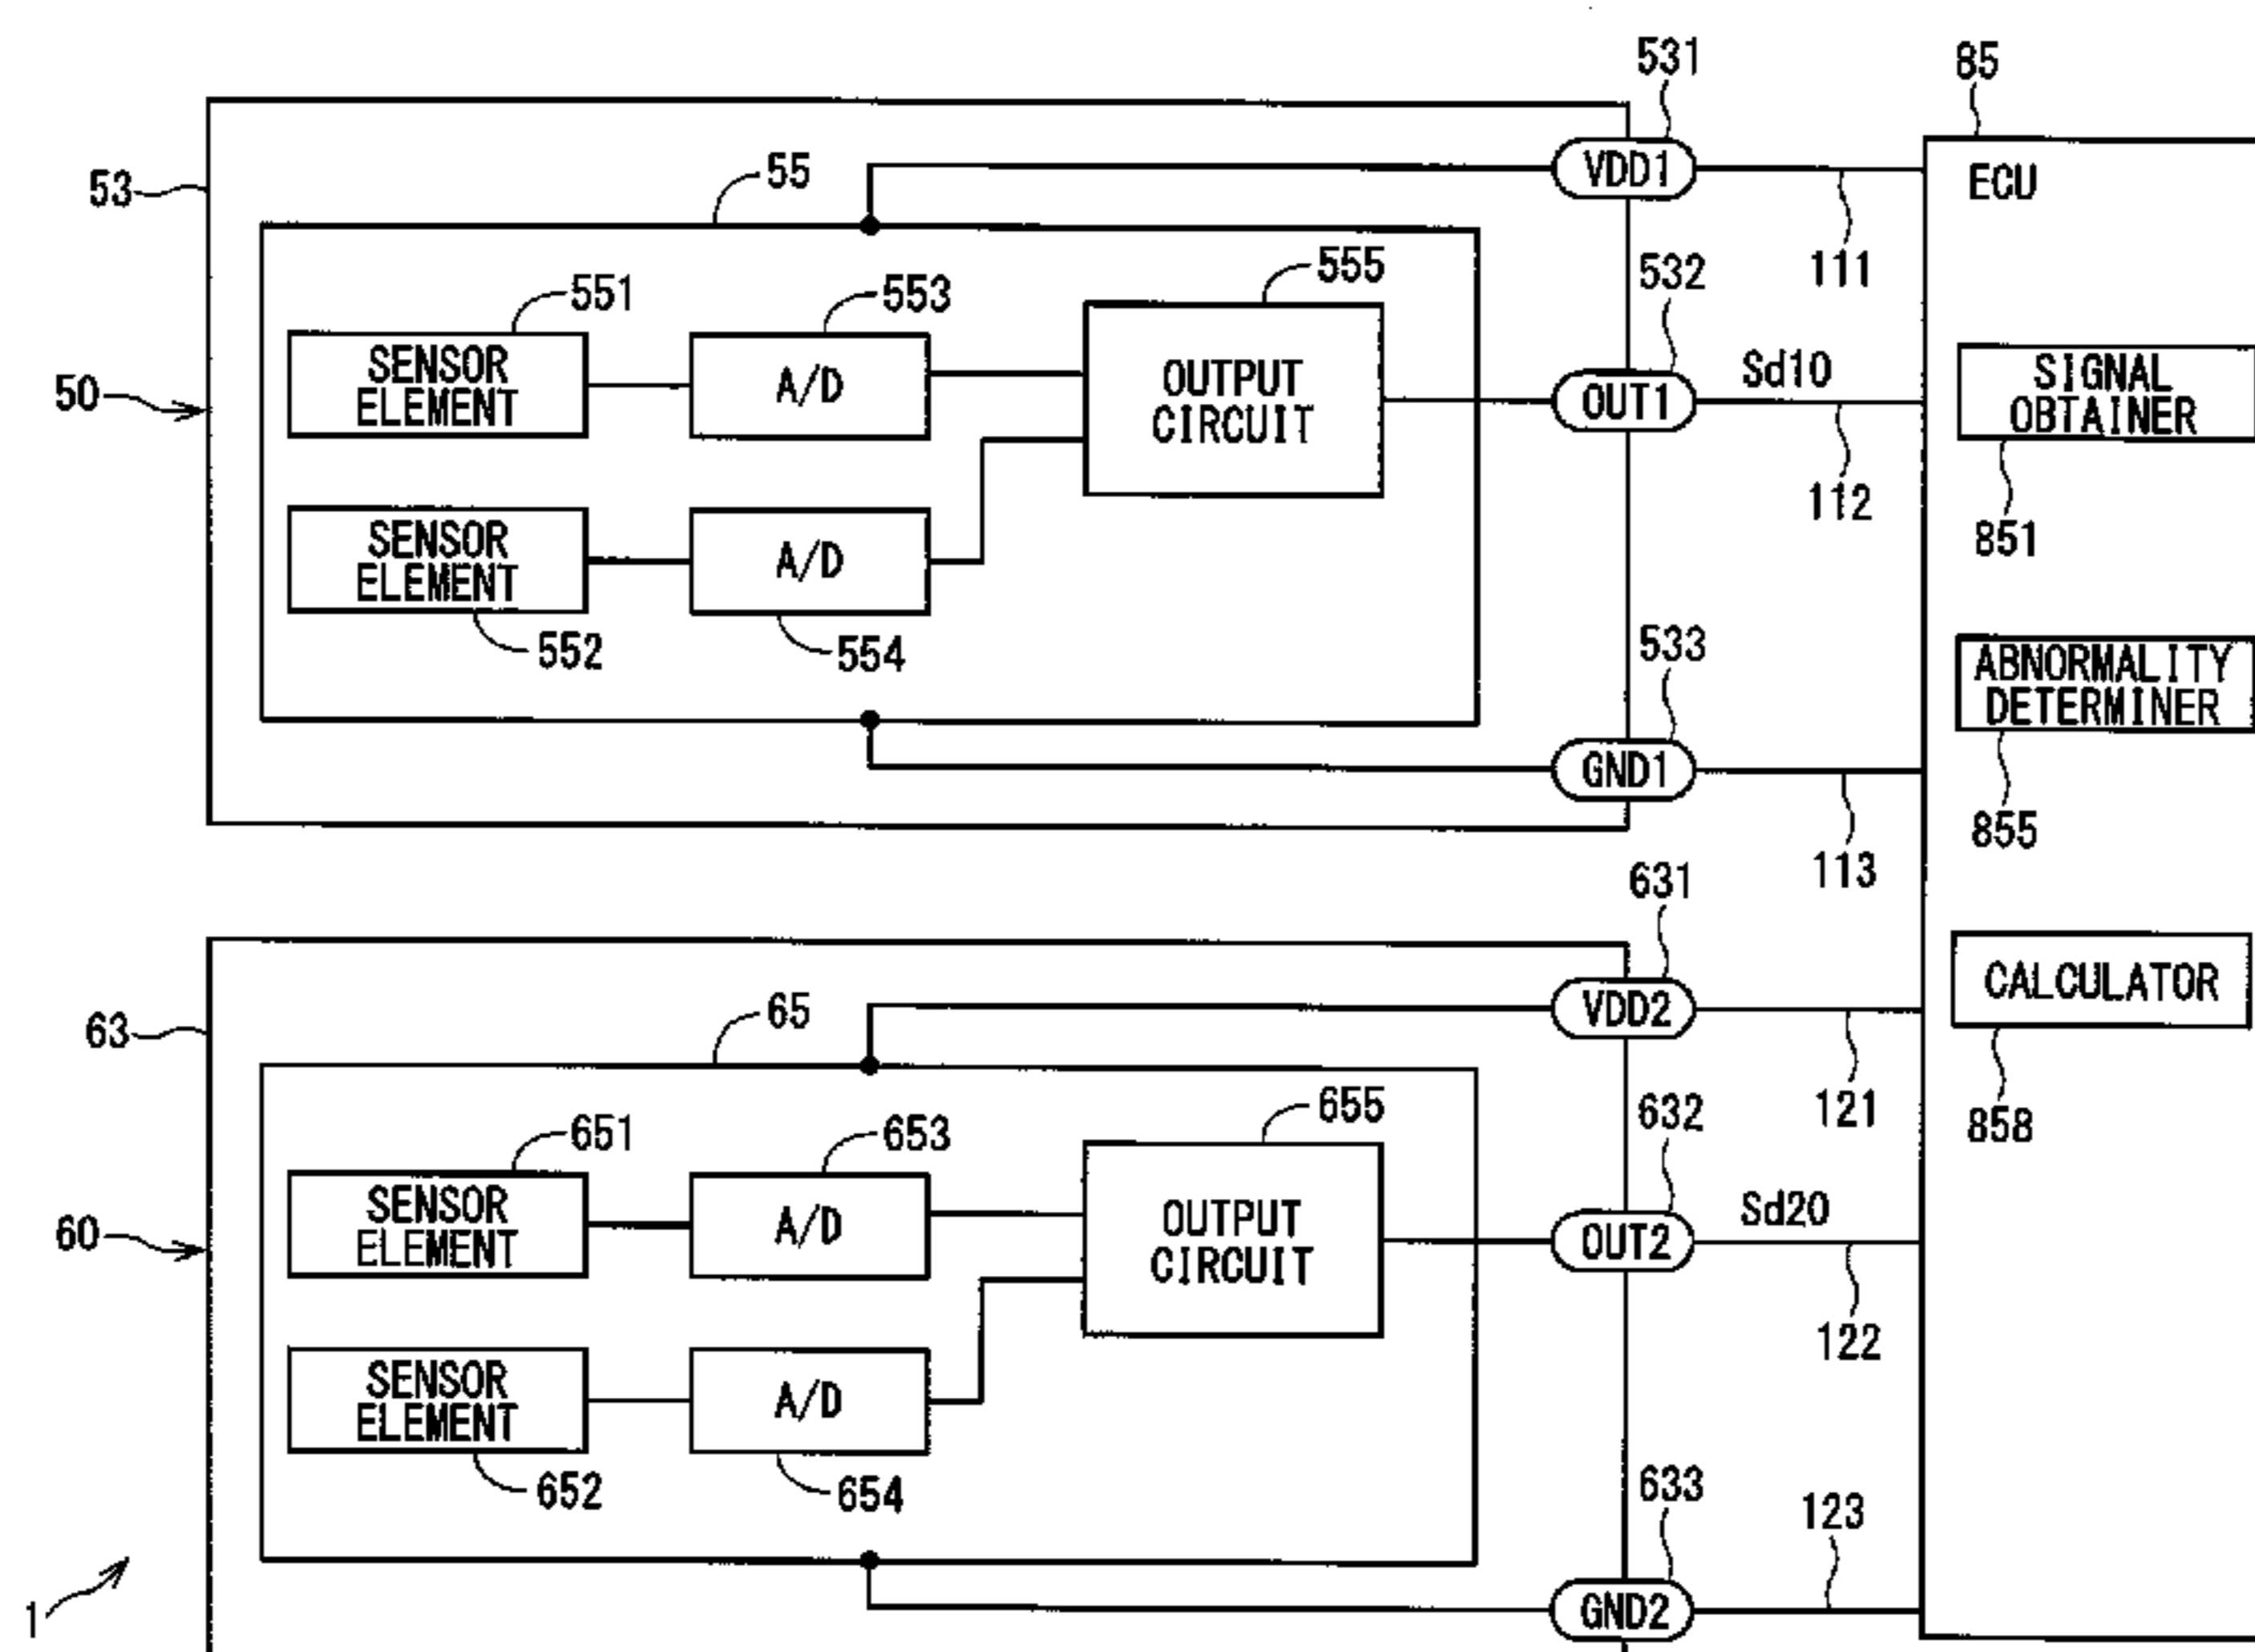 531
85
VDD1
ECU
53
55
111
551
553
555
532
SENSOR
ELEMENT
A/D
OUTPUT
CIRCUIT
OUT1
Sd10
SIGNAL
OBTAINER
50
112
851
SENSOR
ELEMENT
A/D
552
554
533
ABNORMALITY
DETERMINER
GND1
855
113
631
CALCULATOR
63
65
VDD2
121
858
651
653
655
632
SENSOR
ELEMENT
A/D
OUTPUT
CIRCUIT
OUT2
Sd20
60
122
SENSOR
ELEMENT
A/D
652
654
633
123
GND2
1